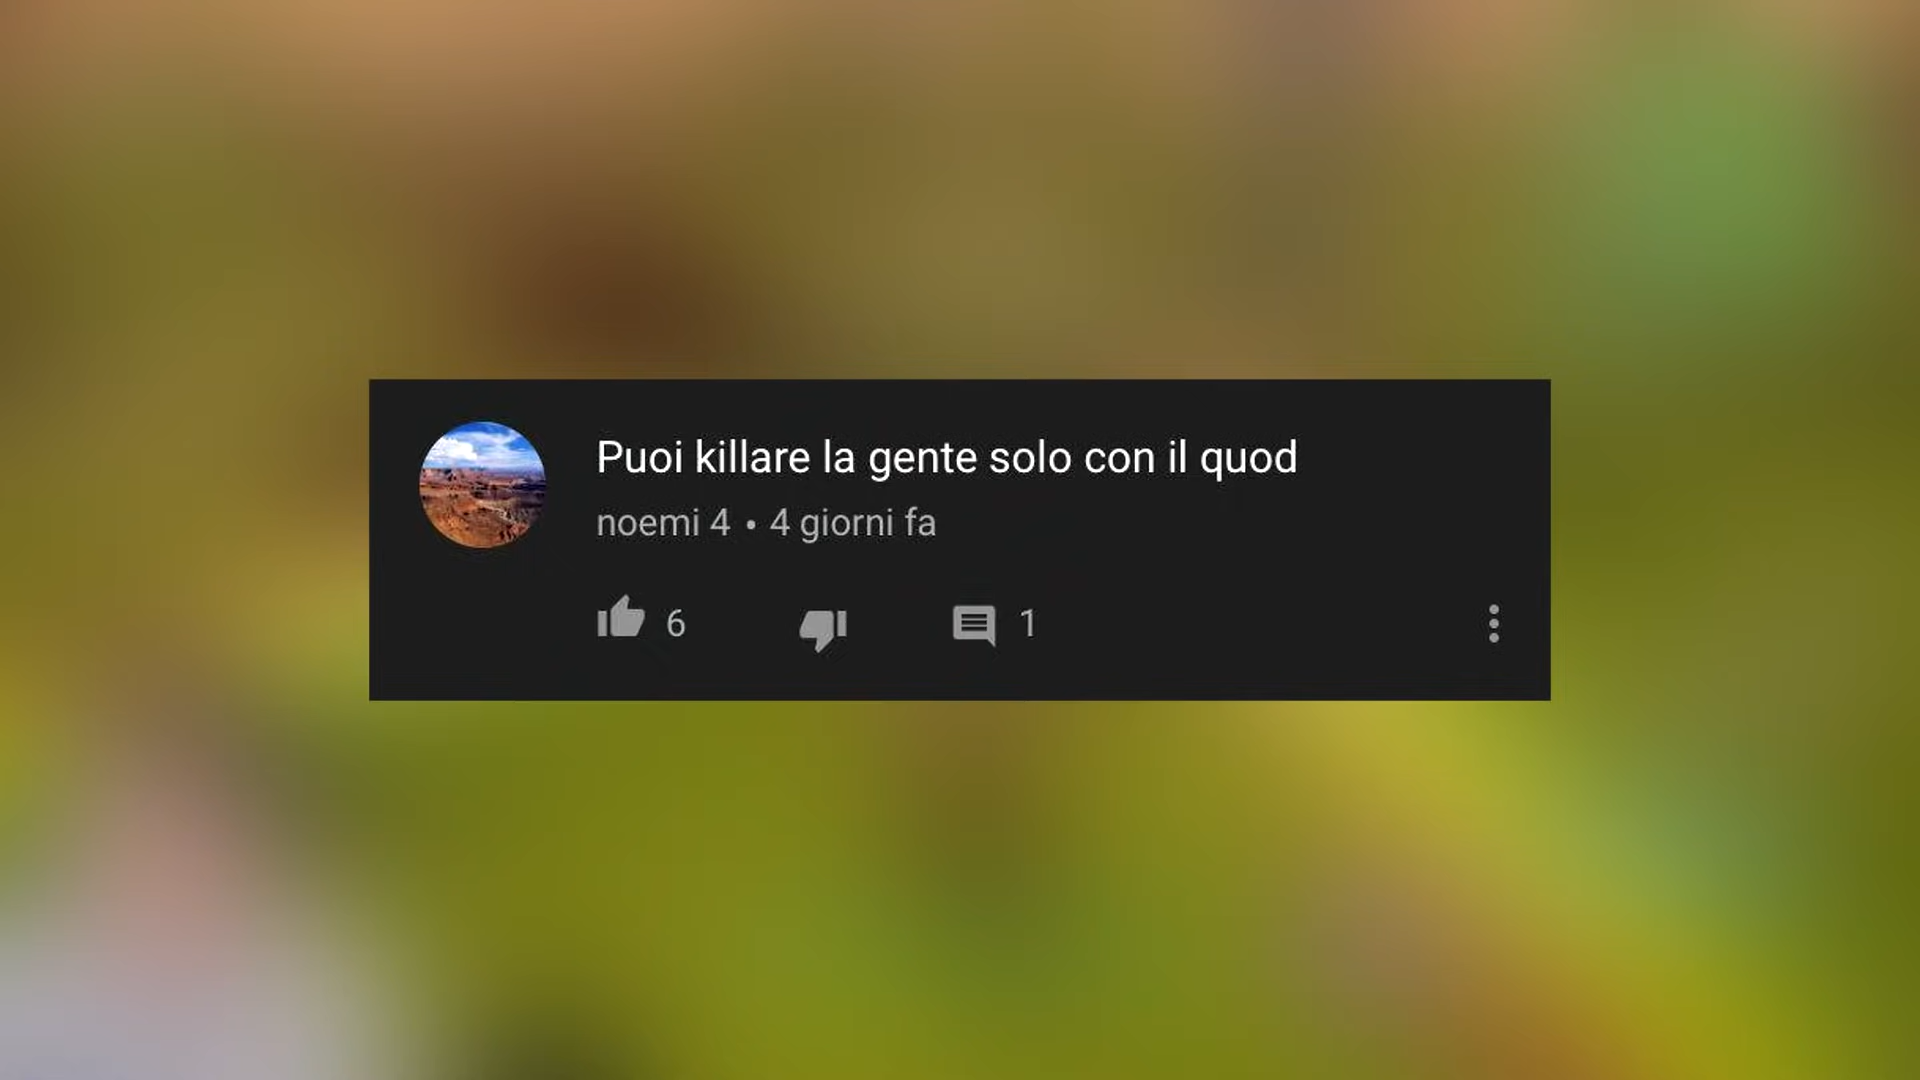 Puoi killare la gente solo con il quod
noemi 4 • 4 giorni fa
6
1